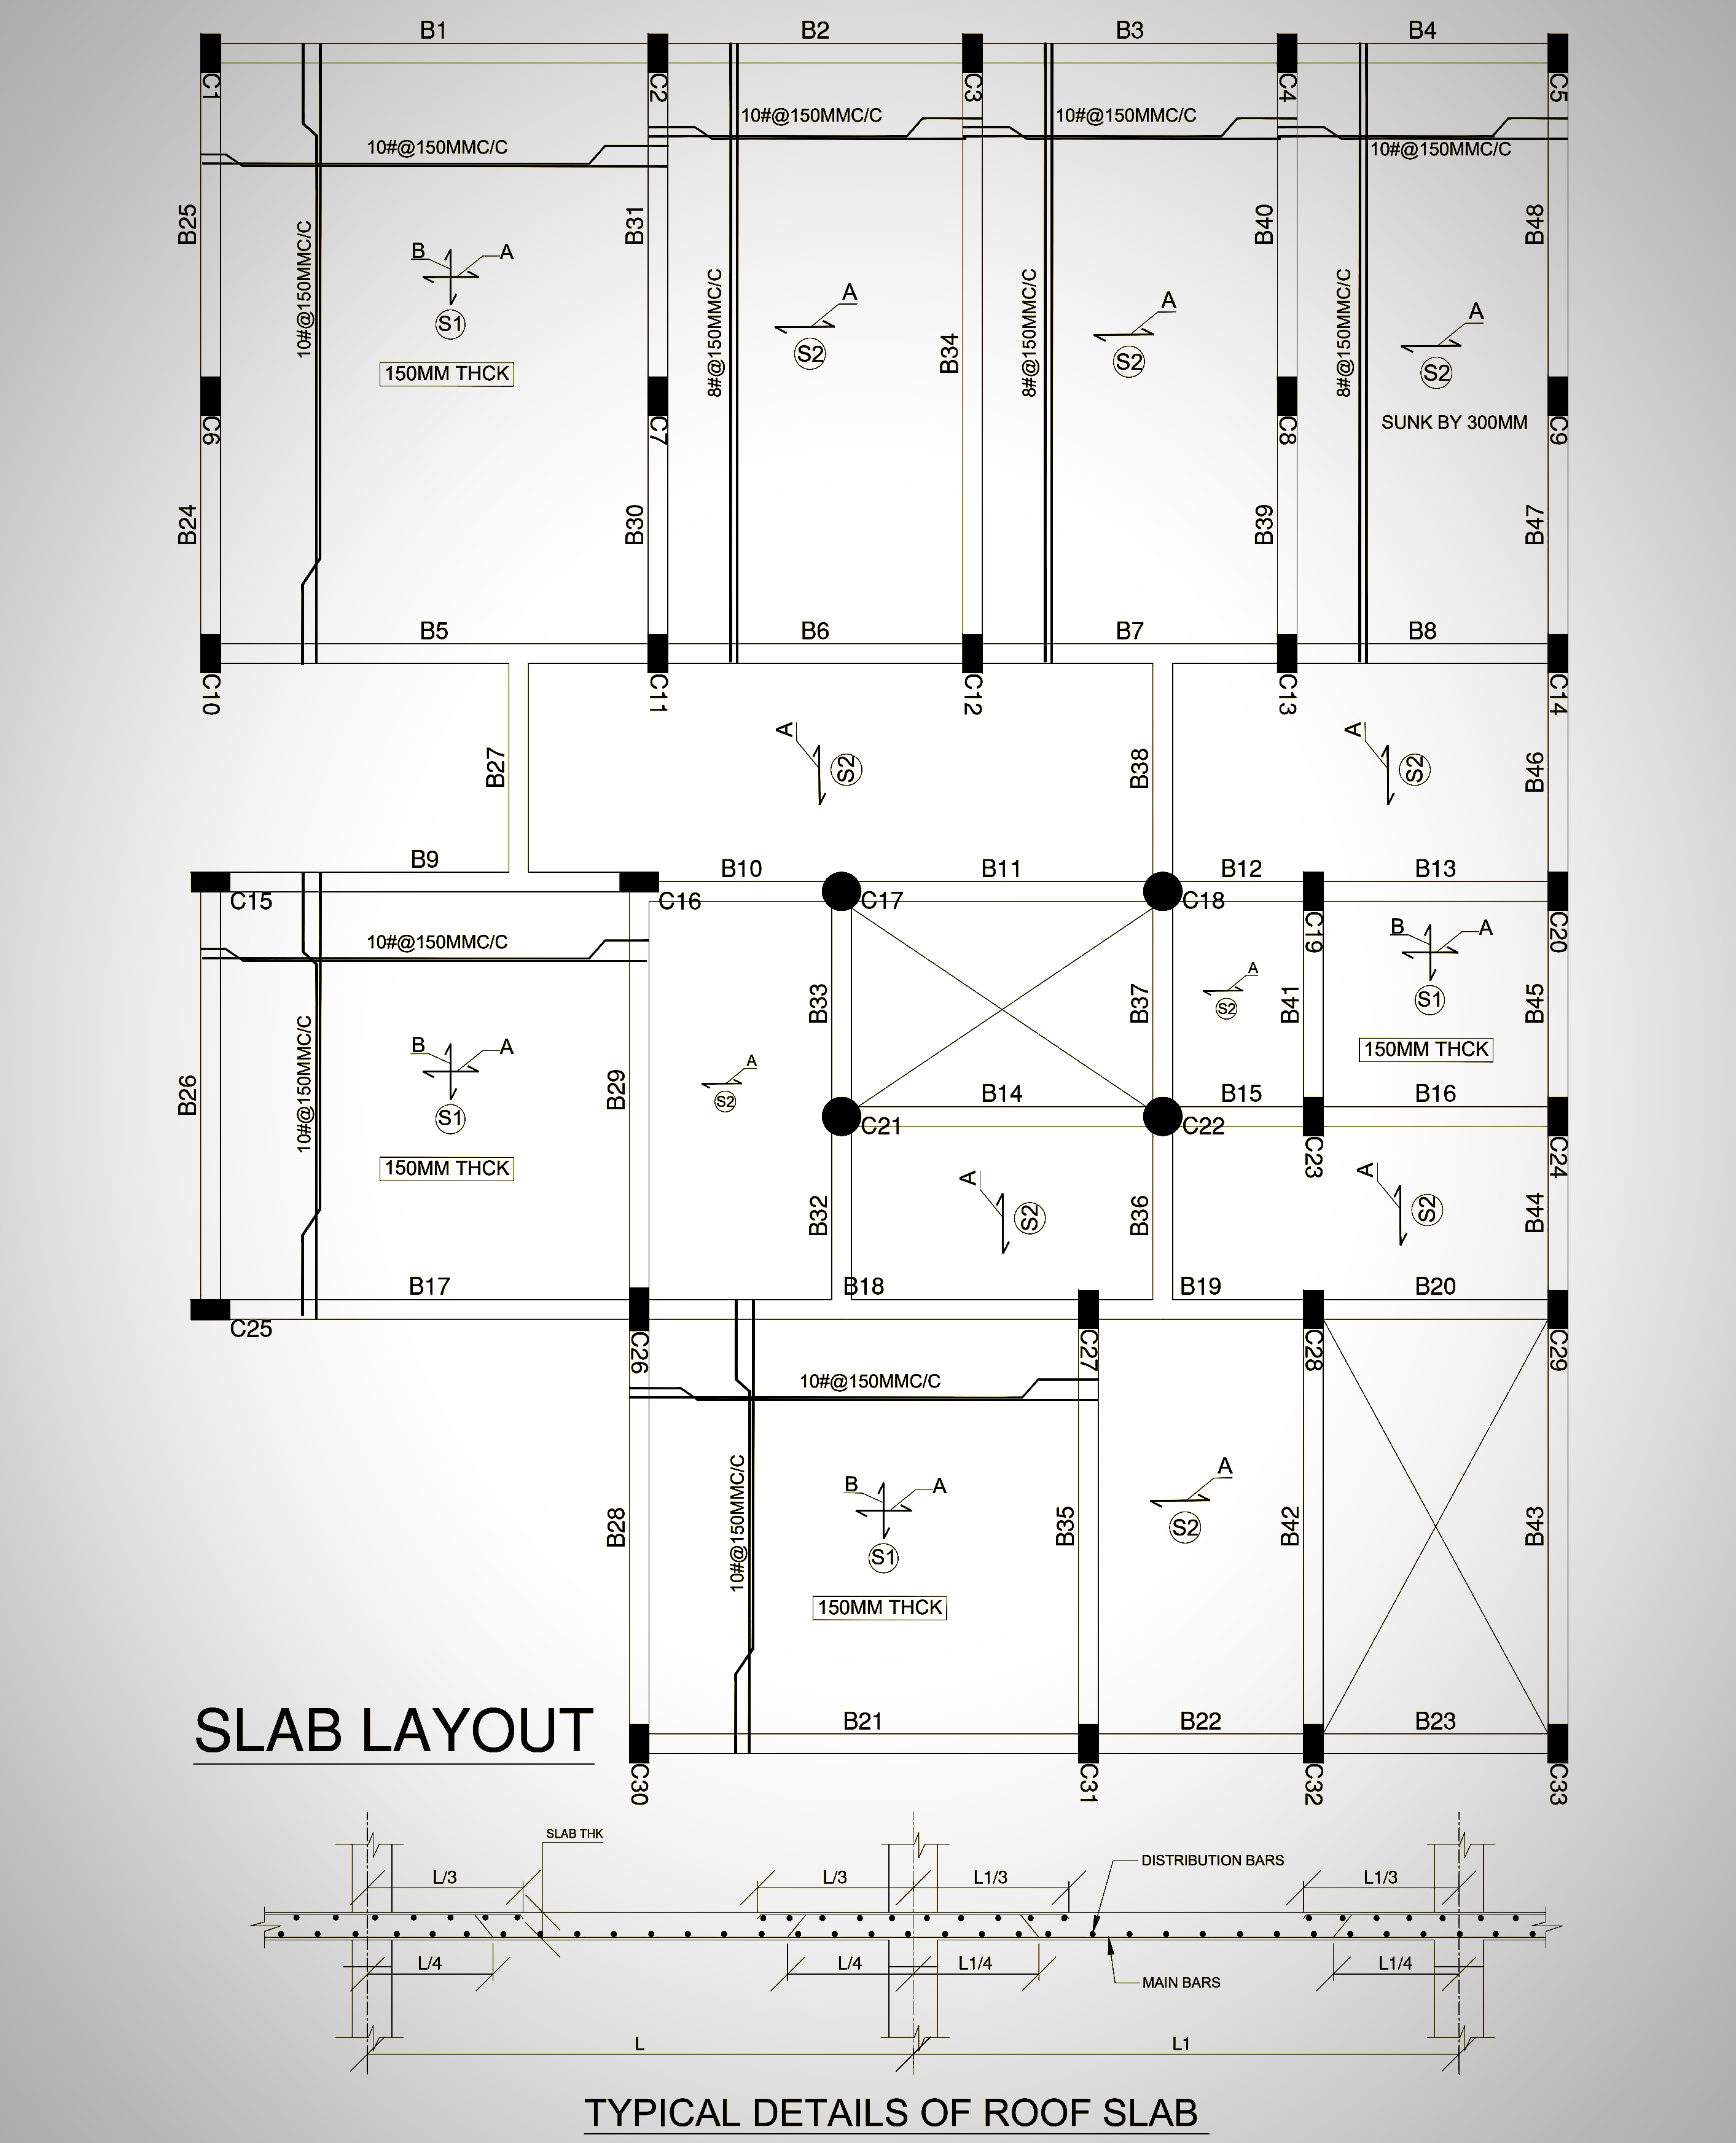 B1 B2 B3 B4
C1 C2 C3 C4 C5
10#@150MMC/C 10#@150MMC/C
10#@150MMC/C 10#@150MMC/C
B25 B31 B40 B48
10#@150MMC/C
B A
S1
150MM THCK
8#@150MMC/C
A
S2
B34
8#@150MMC/C
A
S2
8#@150MMC/C
A
S2
SUNK BY 300MM
C6 C7 C8 C9
B24 B30 B39 B47
B5 B6 B7 B8
C10 C11 C12 C13 C14
B27
A
S2
B38
A
S2
B46
B9 B10 B11 B12 B13
C15 C16 C17 C18 C19 C20
10#@150MMC/C
10#@150MMC/C
B A
S1
150MM THCK
B26 B29
A
S2
B33 B37
A
S2
B41
B A
S1
150MM THCK
B45
B14 B15 B16
C21 C22 C23 C24
B32
A
S2
B36
A
S2
B44
B17 B18 B19 B20
C25 C26 C27 C28 C29
10#@150MMC/C
10#@150MMC/C
B A
S1
150MM THCK
B28 B35
A
S2
B42 B43
B21 B22 B23
C30 C31 C32 C33
SLAB LAYOUT
SLAB THK
L/3 L/3 L1/3 L1/3
DISTRIBUTION BARS
L/4 L/4 L1/4 L1/4
MAIN BARS
L L1
TYPICAL DETAILS OF ROOF SLAB